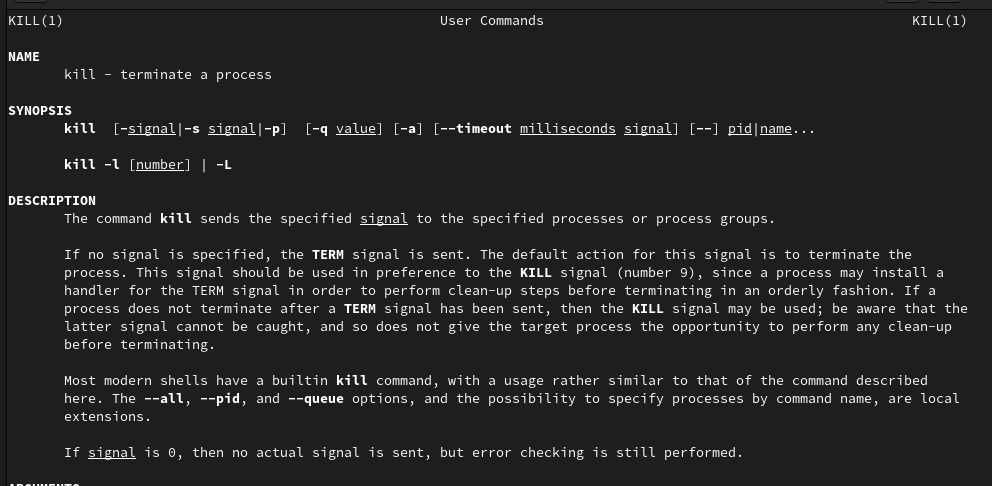 KILL(1) User Commands KILL(1)
NAME
kill - terminate a process
SYNOPSIS
kill [-signal|-s signal|-p] [-q value] [-a] [--timeout milliseconds signal] [--] pid|name...
kill -l [number] | -L
DESCRIPTION
The command kill sends the specified signal to the specified processes or process groups.
If no signal is specified, the TERM signal is sent. The default action for this signal is to terminate the
process. This signal should be used in preference to the KILL signal (number 9), since a process may install a
handler for the TERM signal in order to perform clean-up steps before terminating in an orderly fashion. If a
process does not terminate after a TERM signal has been sent, then the KILL signal may be used; be aware that the
latter signal cannot be caught, and so does not give the target process the opportunity to perform any clean-up
before terminating.
Most modern shells have a builtin kill command, with a usage rather similar to that of the command described
here. The --all, --pid, and --queue options, and the possibility to specify processes by command name, are local
extensions.
If signal is 0, then no actual signal is sent, but error checking is still performed.
ARGUMENTS